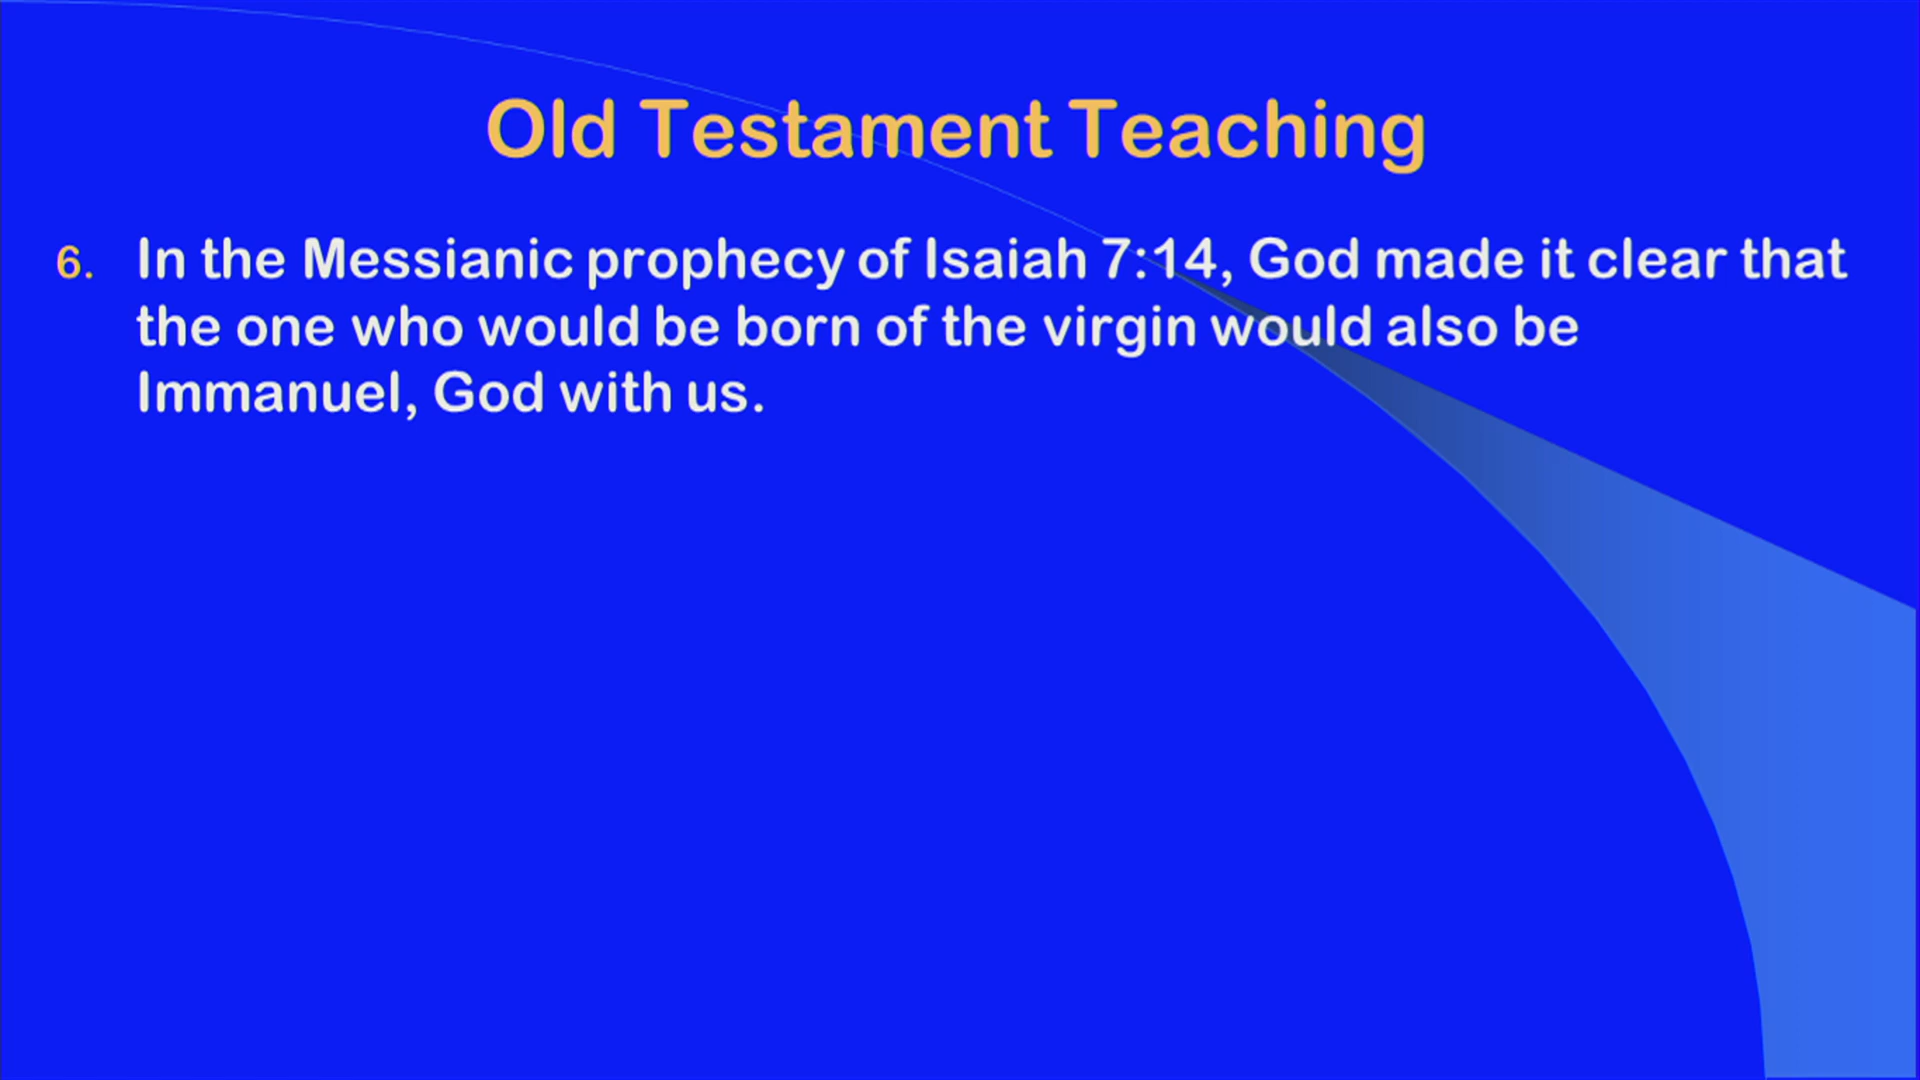 Old Testament Teaching
6. In the Messianic prophecy of Isaiah 7:14, God made it clear that
the one who would be born of the virgin would also be
Immanuel, God with us.